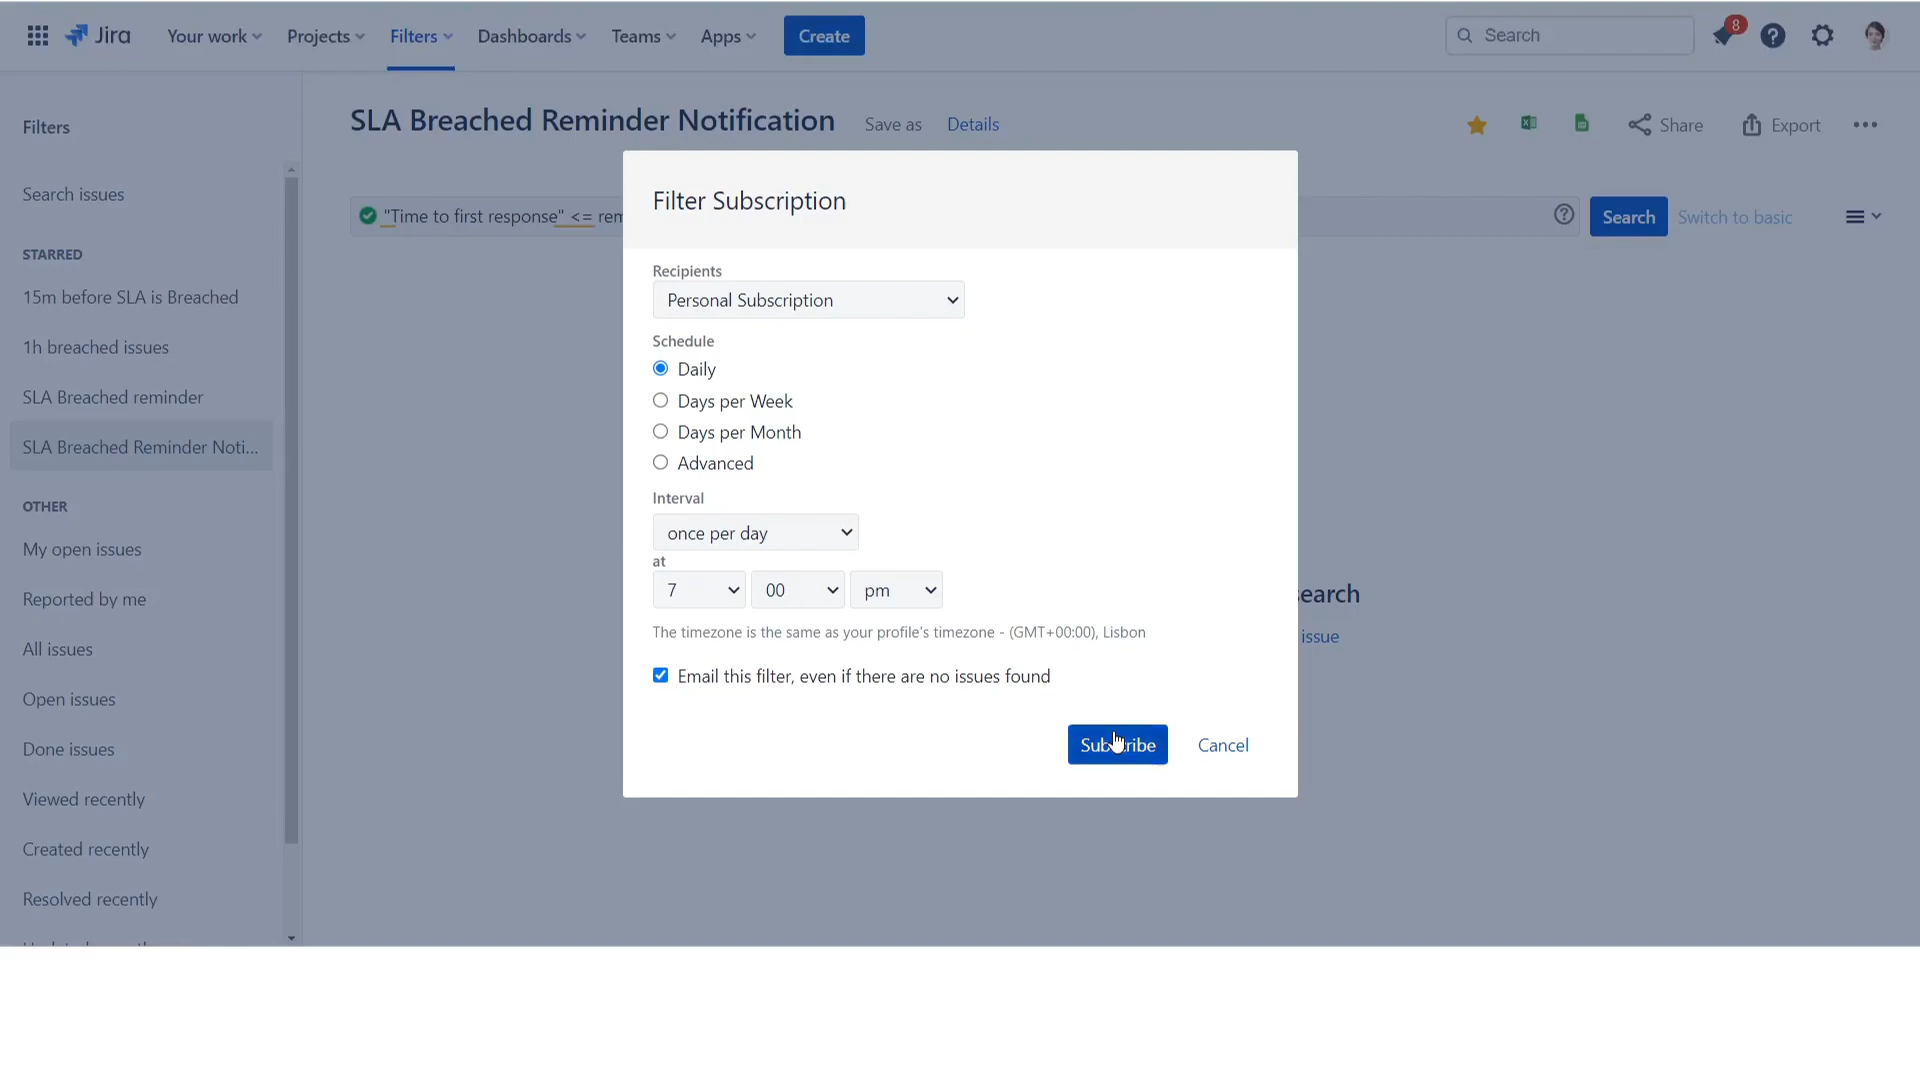 Jira Your work Projects Filters Dashboards Teams Apps Create Search 8
Filters
Search issues
STARRED
15m before SLA is Breached
1h breached issues
SLA Breached reminder
SLA Breached Reminder Noti...
OTHER
My open issues
Reported by me
All issues
Open issues
Done issues
Viewed recently
Created recently
Resolved recently
SLA Breached Reminder Notification Save as Details Share Export
"Time to first response" <= rem Search Switch to basic
Filter Subscription
Recipients
Personal Subscription
Schedule
Daily
Days per Week
Days per Month
Advanced
Interval
once per day
at
7 00 pm
The timezone is the same as your profile's timezone - (GMT+00:00), Lisbon
Email this filter, even if there are no issues found
Subscribe Cancel
search
issue